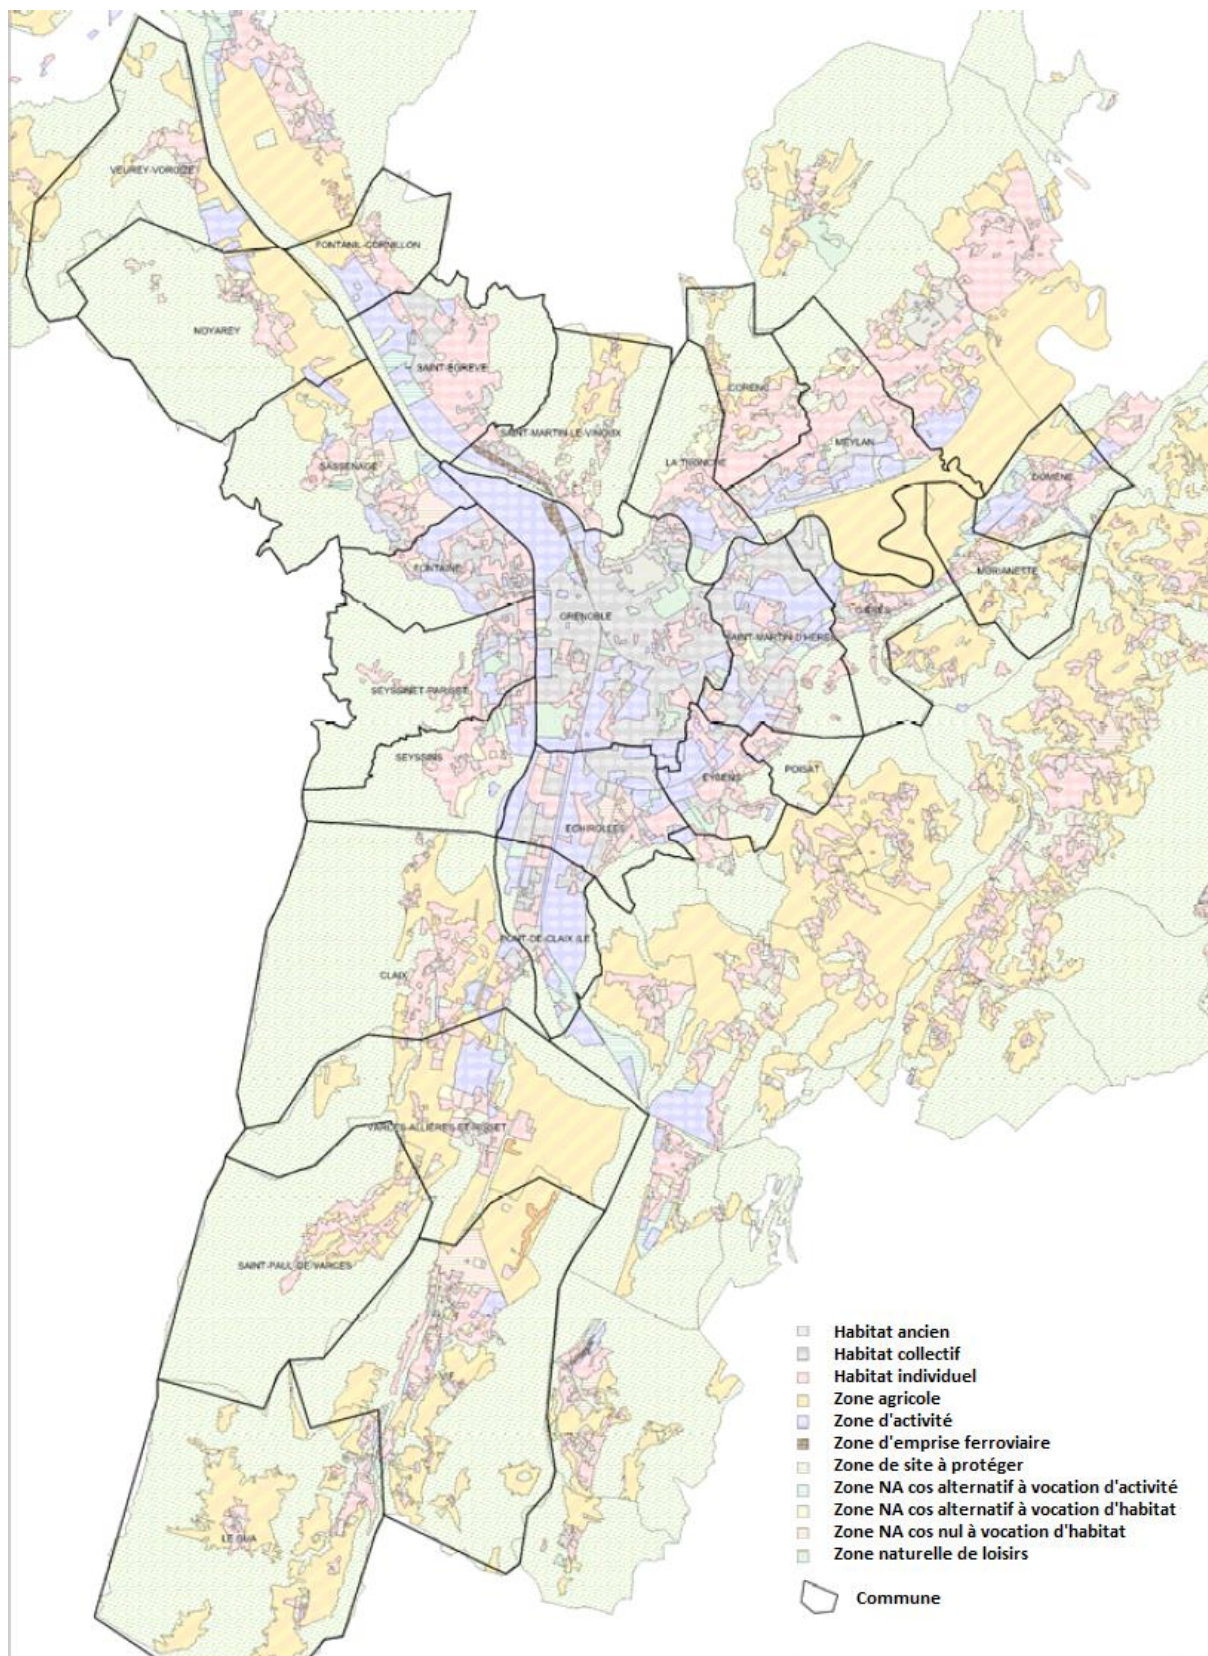 VEUREY-VOROIZE
FONTANIL-CORNILLON
NOYAREY
SAINT-EGREVE
CORENC
SAINT-MARTIN-LE-VINOUX
MEYLAN
SASSENAGE
LA TRONCHE
DOMENE
FONTAINE
MURIANETTE
GIERES
GRENOBLE
SAINT-MARTIN-D'HERES
SEYSSINET-PARISET
SEYSSINS
POISAT
EYBENS
ECHIROLLES
PONT-DE-CLAIX (LE
CLAIX
VARCES-ALLIERES-ET-RISSET
SAINT-PAUL-DE-VARCES
VIF
LE GUA
Habitat ancien
Habitat collectif
Habitat individuel
Zone agricole
Zone d'activité
Zone d'emprise ferroviaire
Zone de site à protéger
Zone NA cos alternatif à vocation d'activité
Zone NA cos alternatif à vocation d'habitat
Zone NA cos nul à vocation d'habitat
Zone naturelle de loisirs
Commune